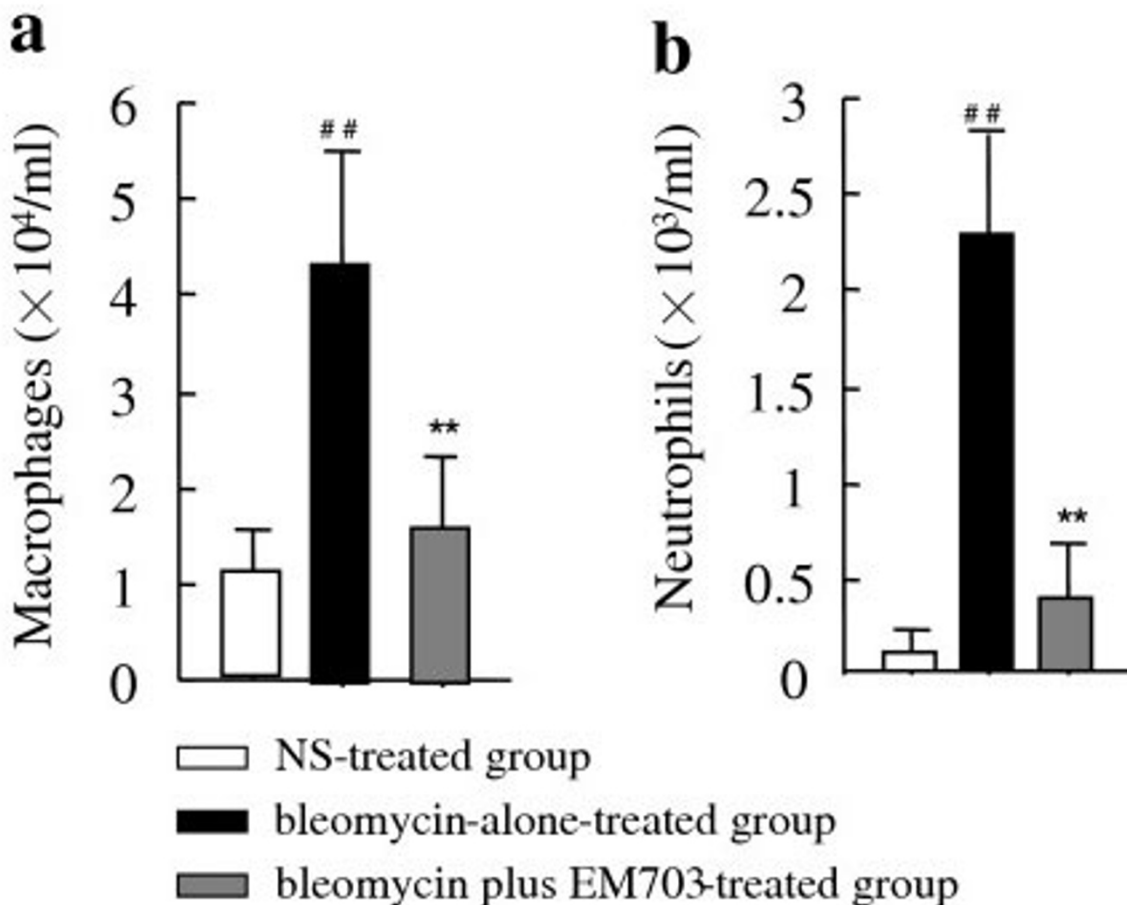 a
Macrophages (×10⁴/ml)
6
5
4
3
2
1
0
##
**
b
Neutrophils (×10³/ml)
3
2.5
2
1.5
1
0.5
0
##
**
NS-treated group
bleomycin-alone-treated group
bleomycin plus EM703-treated group